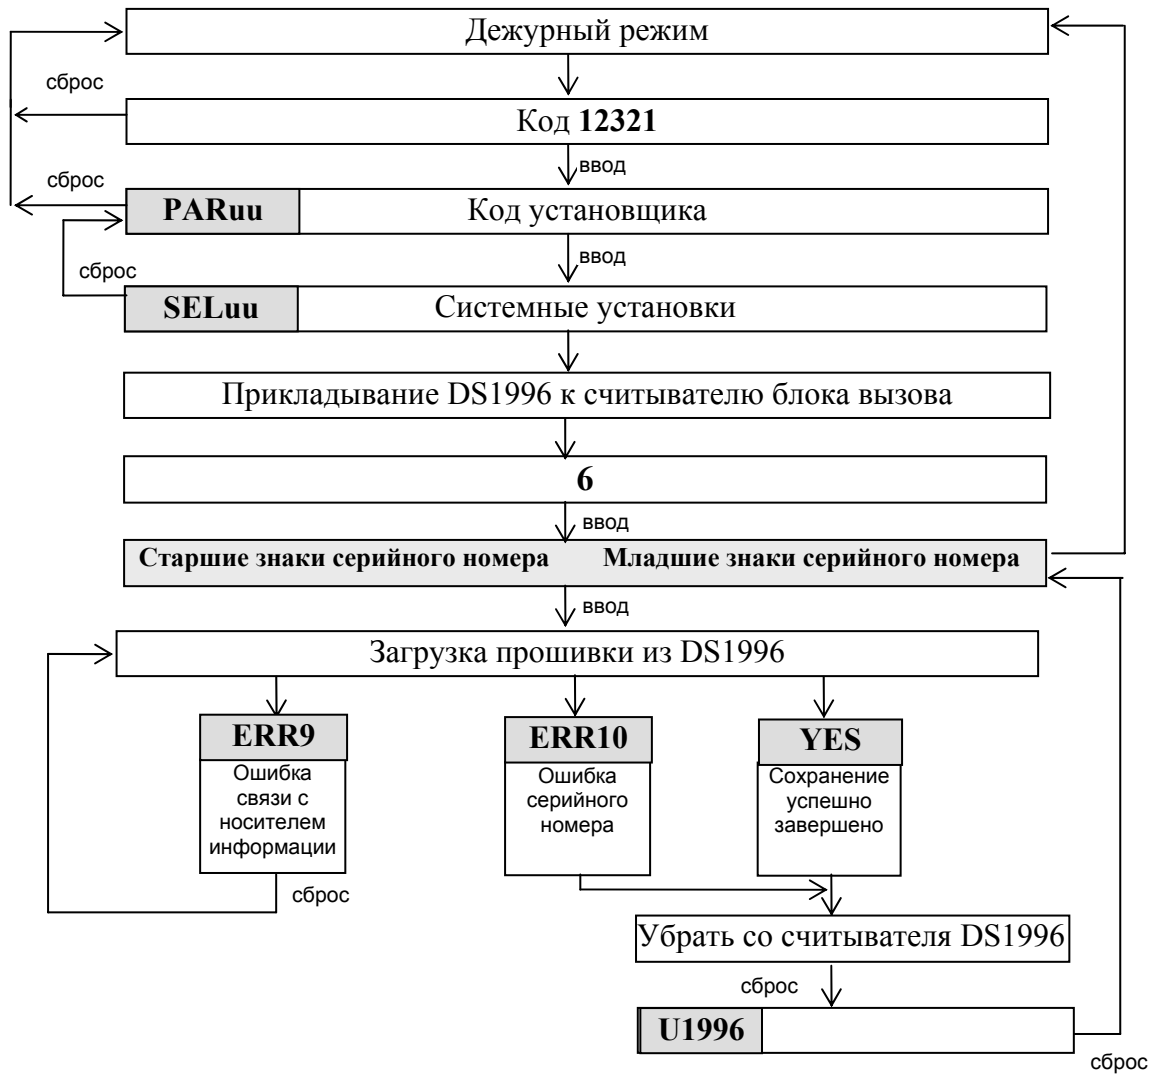 Дежурный режим
сброс
Код 12321
ввод
сброс
PARuu Код установщика
ввод
сброс
SELuu Системные установки
Прикладывание DS1996 к считывателю блока вызова
6
ввод
Старшие знаки серийного номера Младшие знаки серийного номера
ввод
Загрузка прошивки из DS1996
ERR9
Ошибка
связи с
носителем
информации
ERR10
Ошибка
серийного
номера
YES
Сохранение
успешно
завершено
сброс
Убрать со считывателя DS1996
сброс
U1996
сброс